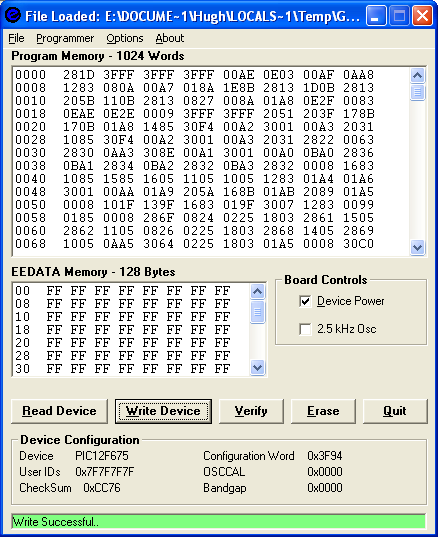 File Loaded: E:\DOCUME~1\Hugh\LOCALS~1\Temp\G...
File Programmer Options About
Program Memory - 1024 Words
0000 281D 3FFF 3FFF 3FFF 00AE 0E03 00AF 0AA8
0008 1283 080A 00A7 018A 1E8B 2813 1D0B 2813
0010 205B 110B 2813 0827 008A 01A8 0E2F 0083
0018 0EAE 0E2E 0009 3FFF 3FFF 2051 203F 178B
0020 170B 01A8 1485 30F4 00A2 3001 00A3 2031
0028 1085 30F4 00A2 3001 00A3 2031 2822 0063
0030 2830 0AA3 308E 00A1 3001 00A0 0BA0 2836
0038 0BA1 2834 0BA2 2832 0BA3 2832 0008 1683
0040 1085 1585 1605 1105 1005 1283 01A4 01A6
0048 3001 00AA 01A9 205A 168B 01AB 2089 01A5
0050 0008 101F 139F 1683 019F 3007 1283 0099
0058 0185 0008 286F 0824 0225 1803 2861 1505
0060 2862 1105 0826 0225 1803 2868 1405 2869
0068 1005 0AA5 3064 0225 1803 01A5 0008 30C0
EEDATA Memory - 128 Bytes
00 FF FF FF FF FF FF FF FF
08 FF FF FF FF FF FF FF FF
10 FF FF FF FF FF FF FF FF
18 FF FF FF FF FF FF FF FF
20 FF FF FF FF FF FF FF FF
28 FF FF FF FF FF FF FF FF
30 FF FF FF FF FF FF FF FF
Board Controls
Device Power
2.5 kHz Osc
Read Device Write Device Verify Erase Quit
Device Configuration
Device PIC12F675 Configuration Word 0x3F94
User IDs 0x7F7F7F7F OSCCAL 0x0000
CheckSum 0xCC76 Bandgap 0x0000
Write Successful..